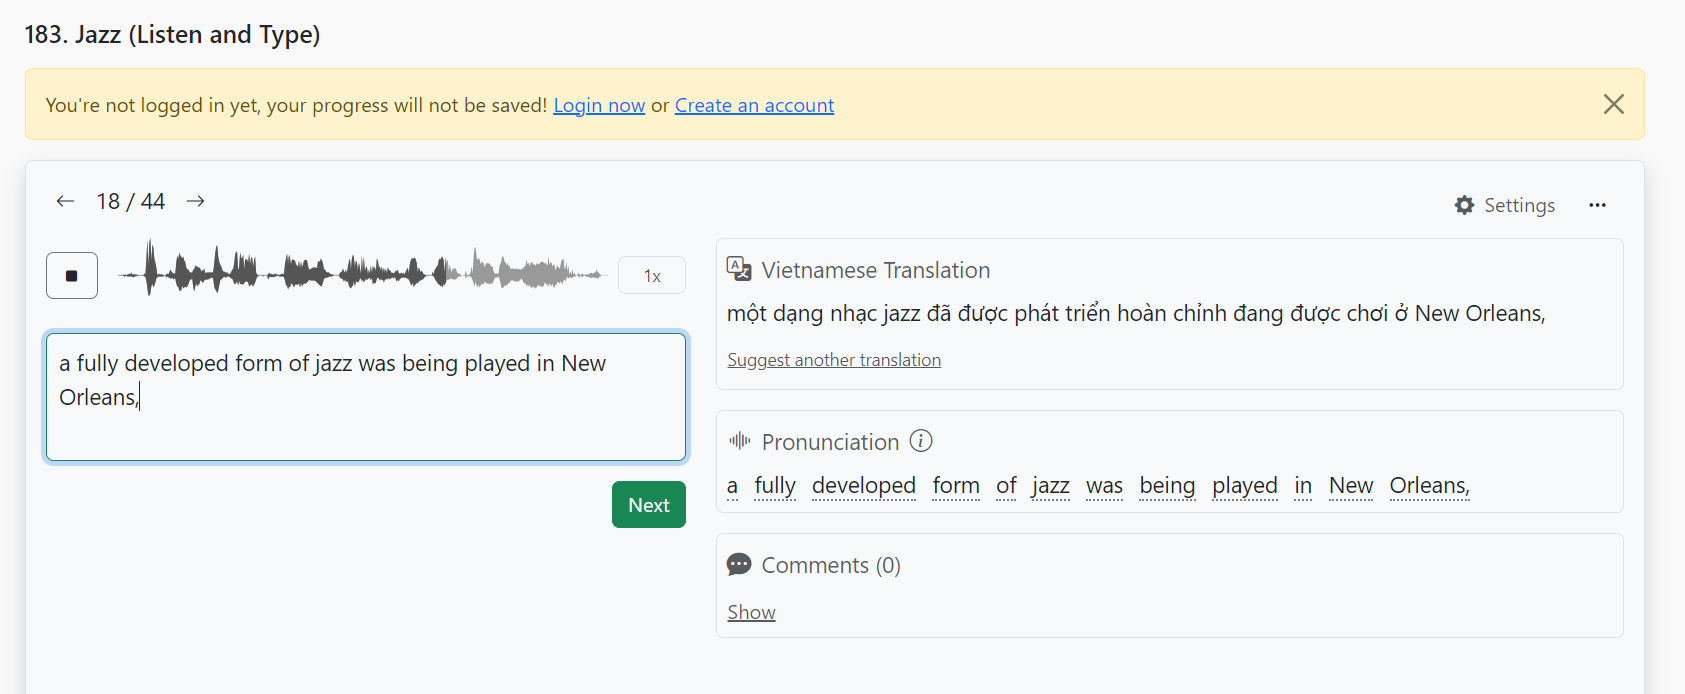 183. Jazz (Listen and Type)
You're not logged in yet, your progress will not be saved! Login now or Create an account
18 / 44
Settings
1x
a fully developed form of jazz was being played in New
Orleans,
Next
Vietnamese Translation
một dạng nhạc jazz đã được phát triển hoàn chỉnh đang được chơi ở New Orleans,
Suggest another translation
Pronunciation
a fully developed form of jazz was being played in New Orleans,
Comments (0)
Show